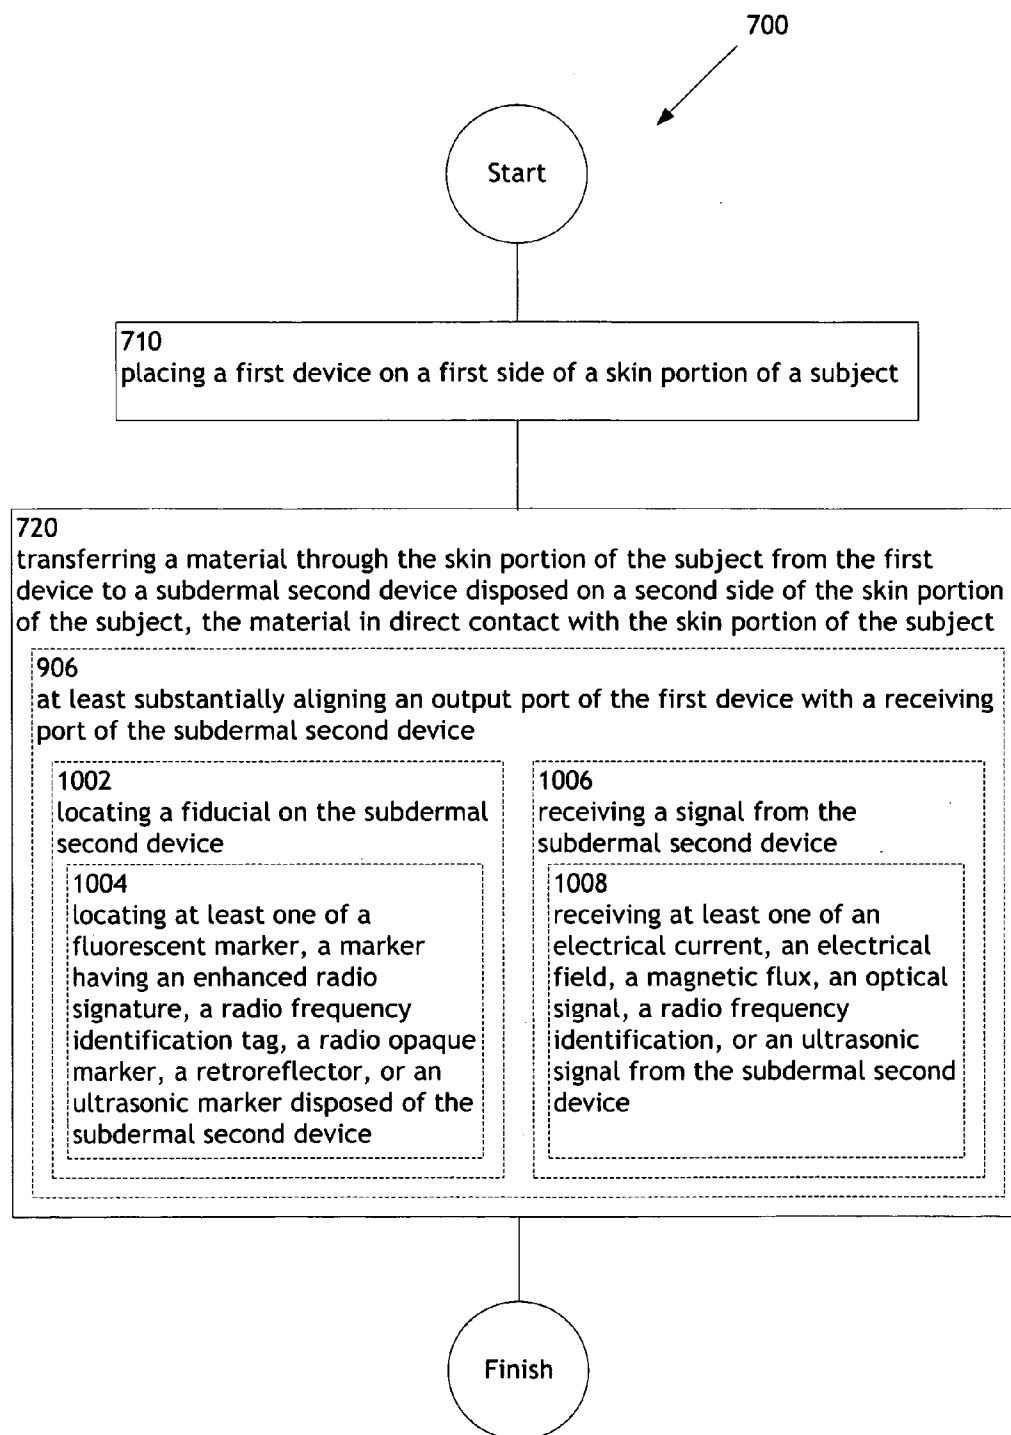 700
Start
710
placing a first device on a first side of a skin portion of a subject
720
transferring a material through the skin portion of the subject from the first
device to a subdermal second device disposed on a second side of the skin portion
of the subject, the material in direct contact with the skin portion of the subject
906
at least substantially aligning an output port of the first device with a receiving
port of the subdermal second device
1002
locating a fiducial on the subdermal
second device
1004
locating at least one of a
fluorescent marker, a marker
having an enhanced radio
signature, a radio frequency
identification tag, a radio opaque
marker, a retroreflector, or an
ultrasonic marker disposed of the
subdermal second device
1006
receiving a signal from the
subdermal second device
1008
receiving at least one of an
electrical current, an electrical
field, a magnetic flux, an optical
signal, a radio frequency
identification, or an ultrasonic
signal from the subdermal second
device
Finish